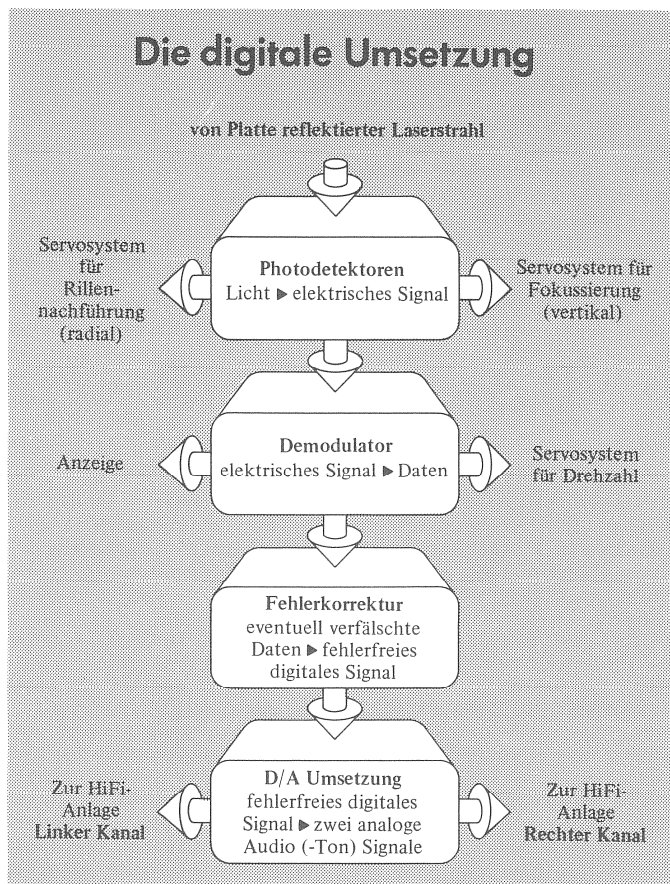 Die digitale Umsetzung
von Platte reflektierter Laserstrahl
Servosystem
für
Rillen-
nachführung
(radial)
Photodetektoren
Licht ▶ elektrisches Signal
Servosystem für
Fokussierung
(vertikal)
Anzeige
Demodulator
elektrisches Signal ▶ Daten
Servosystem
für Drehzahl
Fehlerkorrektur
eventuell verfälschte
Daten ▶ fehlerfreies
digitales Signal
Zur HiFi-
Anlage
Linker Kanal
D/A Umsetzung
fehlerfreies digitales
Signal ▶ zwei analoge
Audio (-Ton) Signale
Zur HiFi-
Anlage
Rechter Kanal